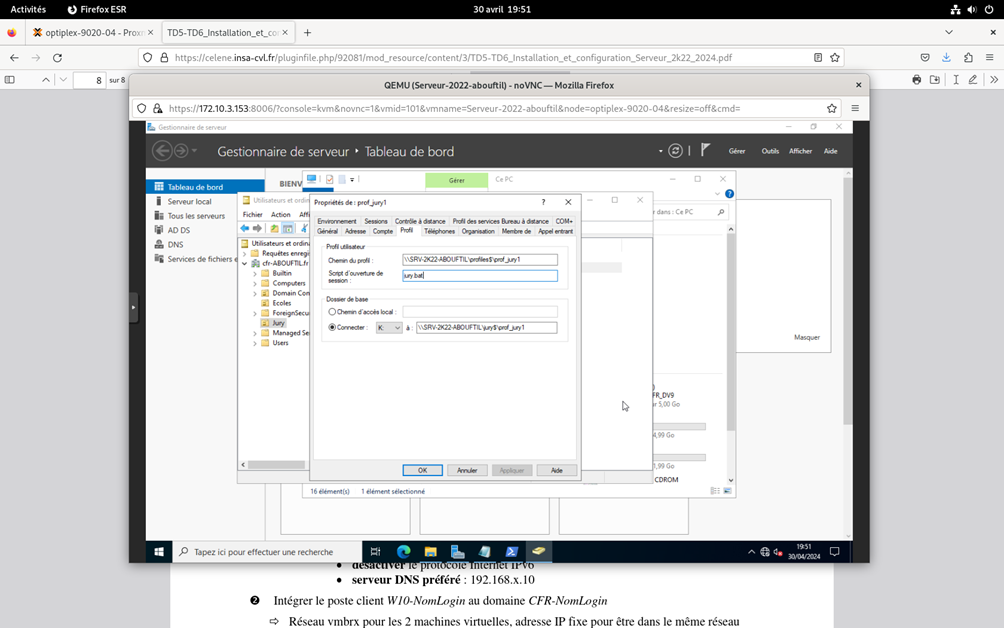 Activités
Firefox ESR
30 avril 19:51
optiplex-9020-04 - Proxm
TD5-TD6_Installation_et_co
https://celene.insa-cvl.fr/pluginfile.php/92081/mod_resource/content/3/TD5-TD6_Installation_et_configuration_Serveur_2k22_2024.pdf
8 sur 8
QEMU (Serveur-2022-abouftil) - noVNC — Mozilla Firefox
https://172.10.3.153:8006/?console=kvm&novnc=1&vmid=101&vmname=Serveur-2022-abouftil&node=optiplex-9020-04&resize=off&cmd=
Gestionnaire de serveur
Gestionnaire de serveur ‣ Tableau de bord
Gérer Outils Afficher Aide
Tableau de bord
Serveur local
Tous les serveurs
AD DS
DNS
Services de fichiers e
BIENV
Gérer
Ce PC
r dans : Ce PC
Utilisateurs et ordin
Fichier Action Aff
Utilisateurs et ordina
Requêtes enregi
cfr-ABOUFTIL.fr
Builtin
Computers
Domain Con
Ecoles
ForeignSecu
Jury
Managed Se
Users
Propriétés de : prof_jury1
Environnement Sessions Contrôle à distance Profil des services Bureau à distance COM+
Général Adresse Compte Profil Téléphones Organisation Membre de Appel entrant
Profil utilisateur
Chemin du profil : \\SRV-2K22-ABOUFTIL\profiles$\prof_jury1
Script d'ouverture de session : jury.bat
Dossier de base
Chemin d'accès local :
Connecter : K: à : \\SRV-2K22-ABOUFTIL\jury$\prof_jury1
OK Annuler Appliquer Aide
Masquer
FR_DV9
ur 5,00 Go
4,99 Go
1,99 Go
CDROM
16 élément(s) 1 élément sélectionné
Tapez ici pour effectuer une recherche
19:51
30/04/2024
• désactiver le protocole Internet IPv6
• serveur DNS préféré : 192.168.x.10
❷ Intégrer le poste client W10-NomLogin au domaine CFR-NomLogin
⇨ Réseau vmbrx pour les 2 machines virtuelles, adresse IP fixe pour être dans le même réseau